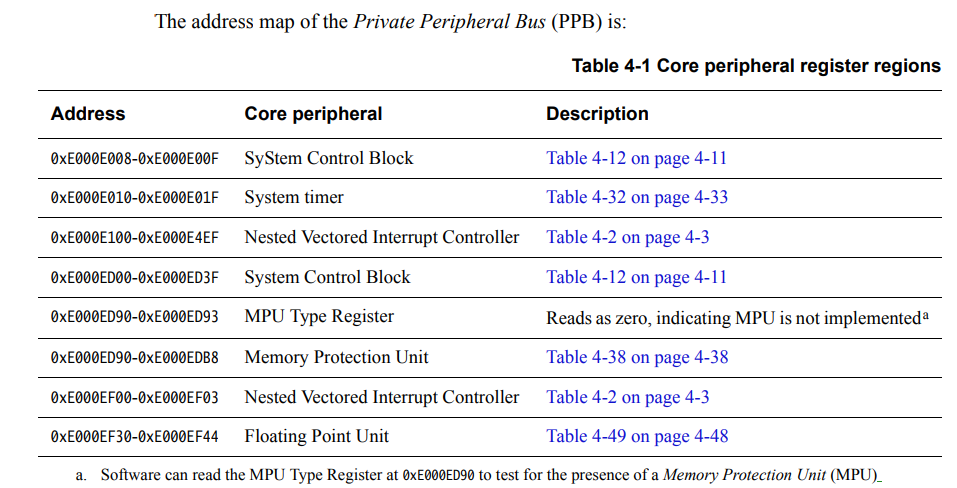 The address map of the Private Peripheral Bus (PPB) is:
Table 4-1 Core peripheral register regions
Address Core peripheral Description
0xE000E008-0xE000E00F SyStem Control Block Table 4-12 on page 4-11
0xE000E010-0xE000E01F System timer Table 4-32 on page 4-33
0xE000E100-0xE000E4EF Nested Vectored Interrupt Controller Table 4-2 on page 4-3
0xE000ED00-0xE000ED3F System Control Block Table 4-12 on page 4-11
0xE000ED90-0xE000ED93 MPU Type Register Reads as zero, indicating MPU is not implementedᵃ
0xE000ED90-0xE000EDB8 Memory Protection Unit Table 4-38 on page 4-38
0xE000EF00-0xE000EF03 Nested Vectored Interrupt Controller Table 4-2 on page 4-3
0xE000EF30-0xE000EF44 Floating Point Unit Table 4-49 on page 4-48
a. Software can read the MPU Type Register at 0xE000ED90 to test for the presence of a Memory Protection Unit (MPU)_